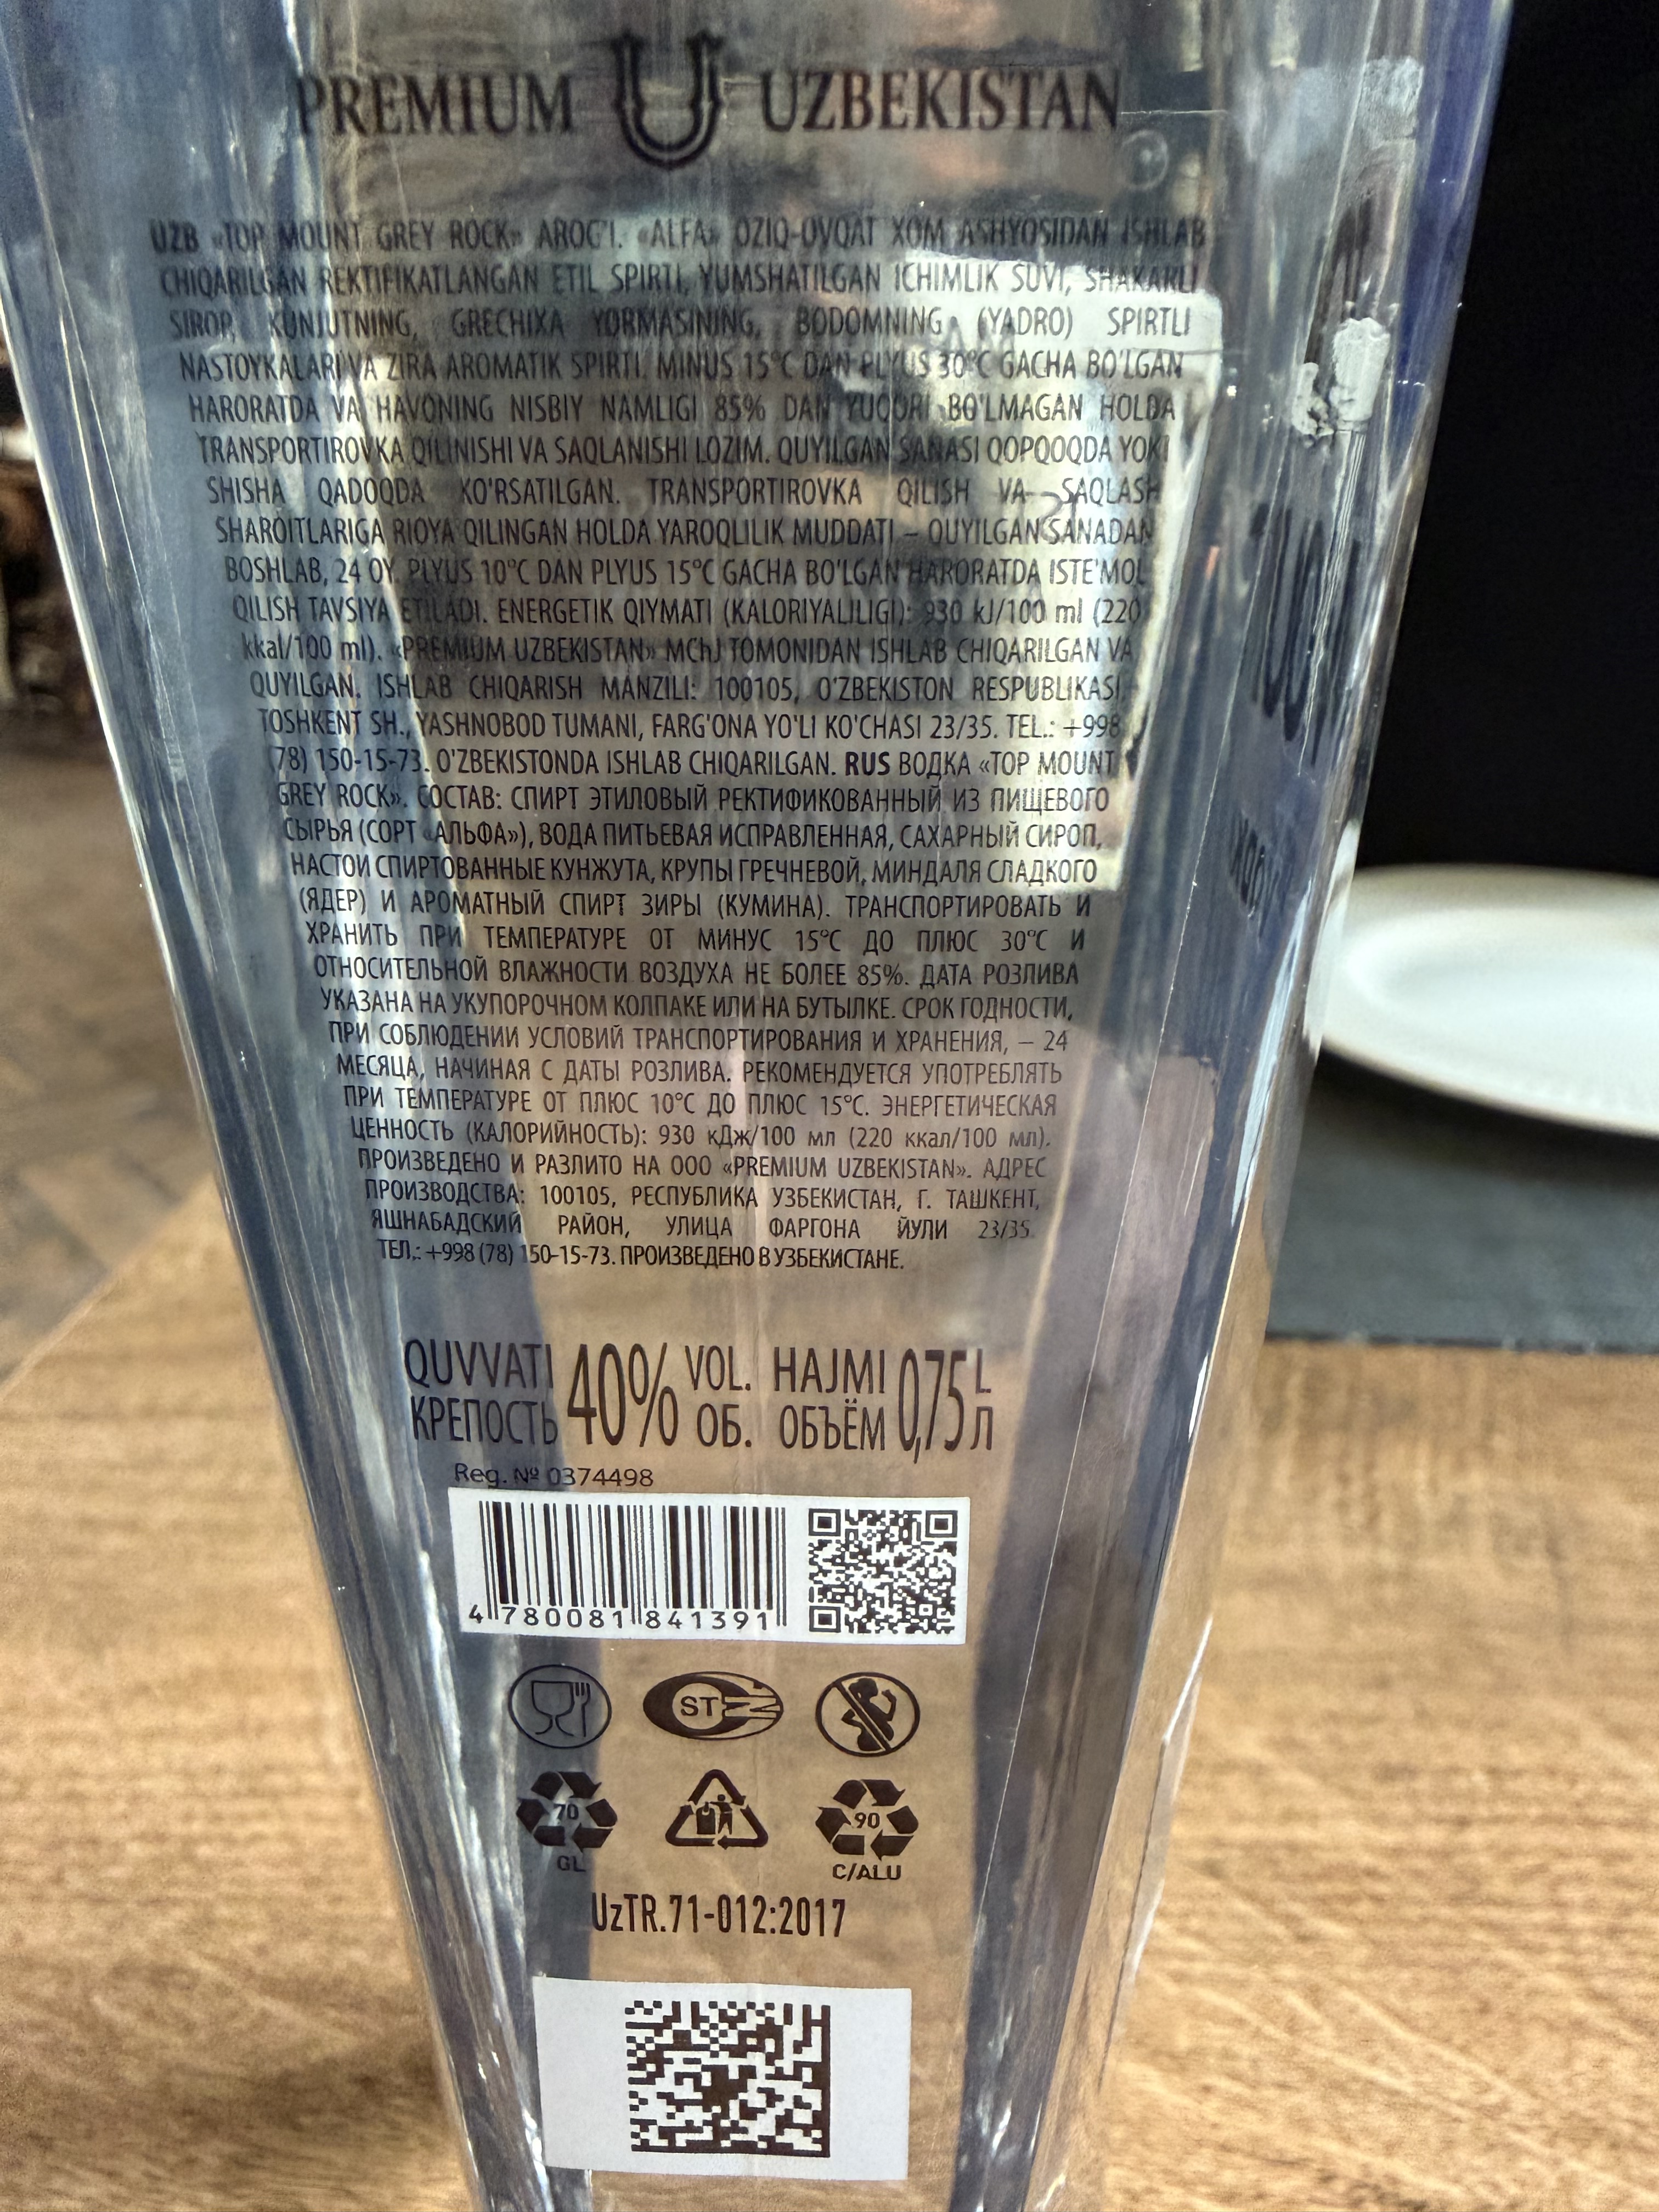 PREMIUM U UZBEKISTAN
UZB «TOP MOUNT GREY ROCK» AROG'I. «ALFA» OZIQ-OVQAT XOM ASHYOSIDAN ISHLAB
CHIQARILGAN REKTIFIKATLANGAN ETIL SPIRTI, YUMSHATILGAN ICHIMLIK SUVI, SHAKARLI
SIROP, KUNJUTNING, GRECHIXA YORMASINING, BODOMNING (YADRO) SPIRTLI
NASTOYKALARI VA ZIRA AROMATIK SPIRTI. MINUS 15°C DAN PLYUS 30°C GACHA BO'LGAN
HARORATDA VA HAVONING NISBIY NAMLIGI 85% DAN YUQORI BO'LMAGAN HOLDA
TRANSPORTIROVKA QILINISHI VA SAQLANISHI LOZIM. QUYILGAN SANASI QOPQOQDA YOKI
SHISHA QADOQDA KO'RSATILGAN. TRANSPORTIROVKA QILISH VA SAQLASH
SHAROITLARIGA RIOYA QILINGAN HOLDA YAROQLILIK MUDDATI – QUYILGAN SANADAN
BOSHLAB, 24 OY. PLYUS 10°C DAN PLYUS 15°C GACHA BO'LGAN HARORATDA ISTE'MOL
QILISH TAVSIYA ETILADI. ENERGETIK QIYMATI (KALORIYALILIGI): 930 kJ/100 ml (220
kkal/100 ml). «PREMIUM UZBEKISTAN» MChJ TOMONIDAN ISHLAB CHIQARILGAN VA
QUYILGAN. ISHLAB CHIQARISH MANZILI: 100105, O'ZBEKISTON RESPUBLIKASI,
TOSHKENT SH., YASHNOBOD TUMANI, FARG'ONA YO'LI KO'CHASI 23/35. TEL.: +998
(78) 150-15-73. O'ZBEKISTONDA ISHLAB CHIQARILGAN. RUS ВОДКА «TOP MOUNT
GREY ROCK». СОСТАВ: СПИРТ ЭТИЛОВЫЙ РЕКТИФИКОВАННЫЙ ИЗ ПИЩЕВОГО
СЫРЬЯ (СОРТ «АЛЬФА»), ВОДА ПИТЬЕВАЯ ИСПРАВЛЕННАЯ, САХАРНЫЙ СИРОП,
НАСТОИ СПИРТОВАННЫЕ КУНЖУТА, КРУПЫ ГРЕЧНЕВОЙ, МИНДАЛЯ СЛАДКОГО
(ЯДЕР) И АРОМАТНЫЙ СПИРТ ЗИРЫ (КУМИНА). ТРАНСПОРТИРОВАТЬ И
ХРАНИТЬ ПРИ ТЕМПЕРАТУРЕ ОТ МИНУС 15°C ДО ПЛЮС 30°C И
ОТНОСИТЕЛЬНОЙ ВЛАЖНОСТИ ВОЗДУХА НЕ БОЛЕЕ 85%. ДАТА РОЗЛИВА
УКАЗАНА НА УКУПОРОЧНОМ КОЛПАКЕ ИЛИ НА БУТЫЛКЕ. СРОК ГОДНОСТИ,
ПРИ СОБЛЮДЕНИИ УСЛОВИЙ ТРАНСПОРТИРОВАНИЯ И ХРАНЕНИЯ, – 24
МЕСЯЦА, НАЧИНАЯ С ДАТЫ РОЗЛИВА. РЕКОМЕНДУЕТСЯ УПОТРЕБЛЯТЬ
ПРИ ТЕМПЕРАТУРЕ ОТ ПЛЮС 10°C ДО ПЛЮС 15°C. ЭНЕРГЕТИЧЕСКАЯ
ЦЕННОСТЬ (КАЛОРИЙНОСТЬ): 930 кДж/100 мл (220 ккал/100 мл).
ПРОИЗВЕДЕНО И РАЗЛИТО НА ООО «PREMIUM UZBEKISTAN». АДРЕС
ПРОИЗВОДСТВА: 100105, РЕСПУБЛИКА УЗБЕКИСТАН, Г. ТАШКЕНТ,
ЯШНАБАДСКИЙ РАЙОН, УЛИЦА ФАРГОНА ЙУЛИ 23/35.
ТЕЛ.: +998 (78) 150-15-73. ПРОИЗВЕДЕНО В УЗБЕКИСТАНЕ.
QUVVATI 40% VOL. HAJMI 0,75 L
КРЕПОСТЬ ОБ. ОБЪЁМ Л
Reg. № 0374498
4 780081 841391
ST
70 90
GL C/ALU
UzTR.71-012:2017